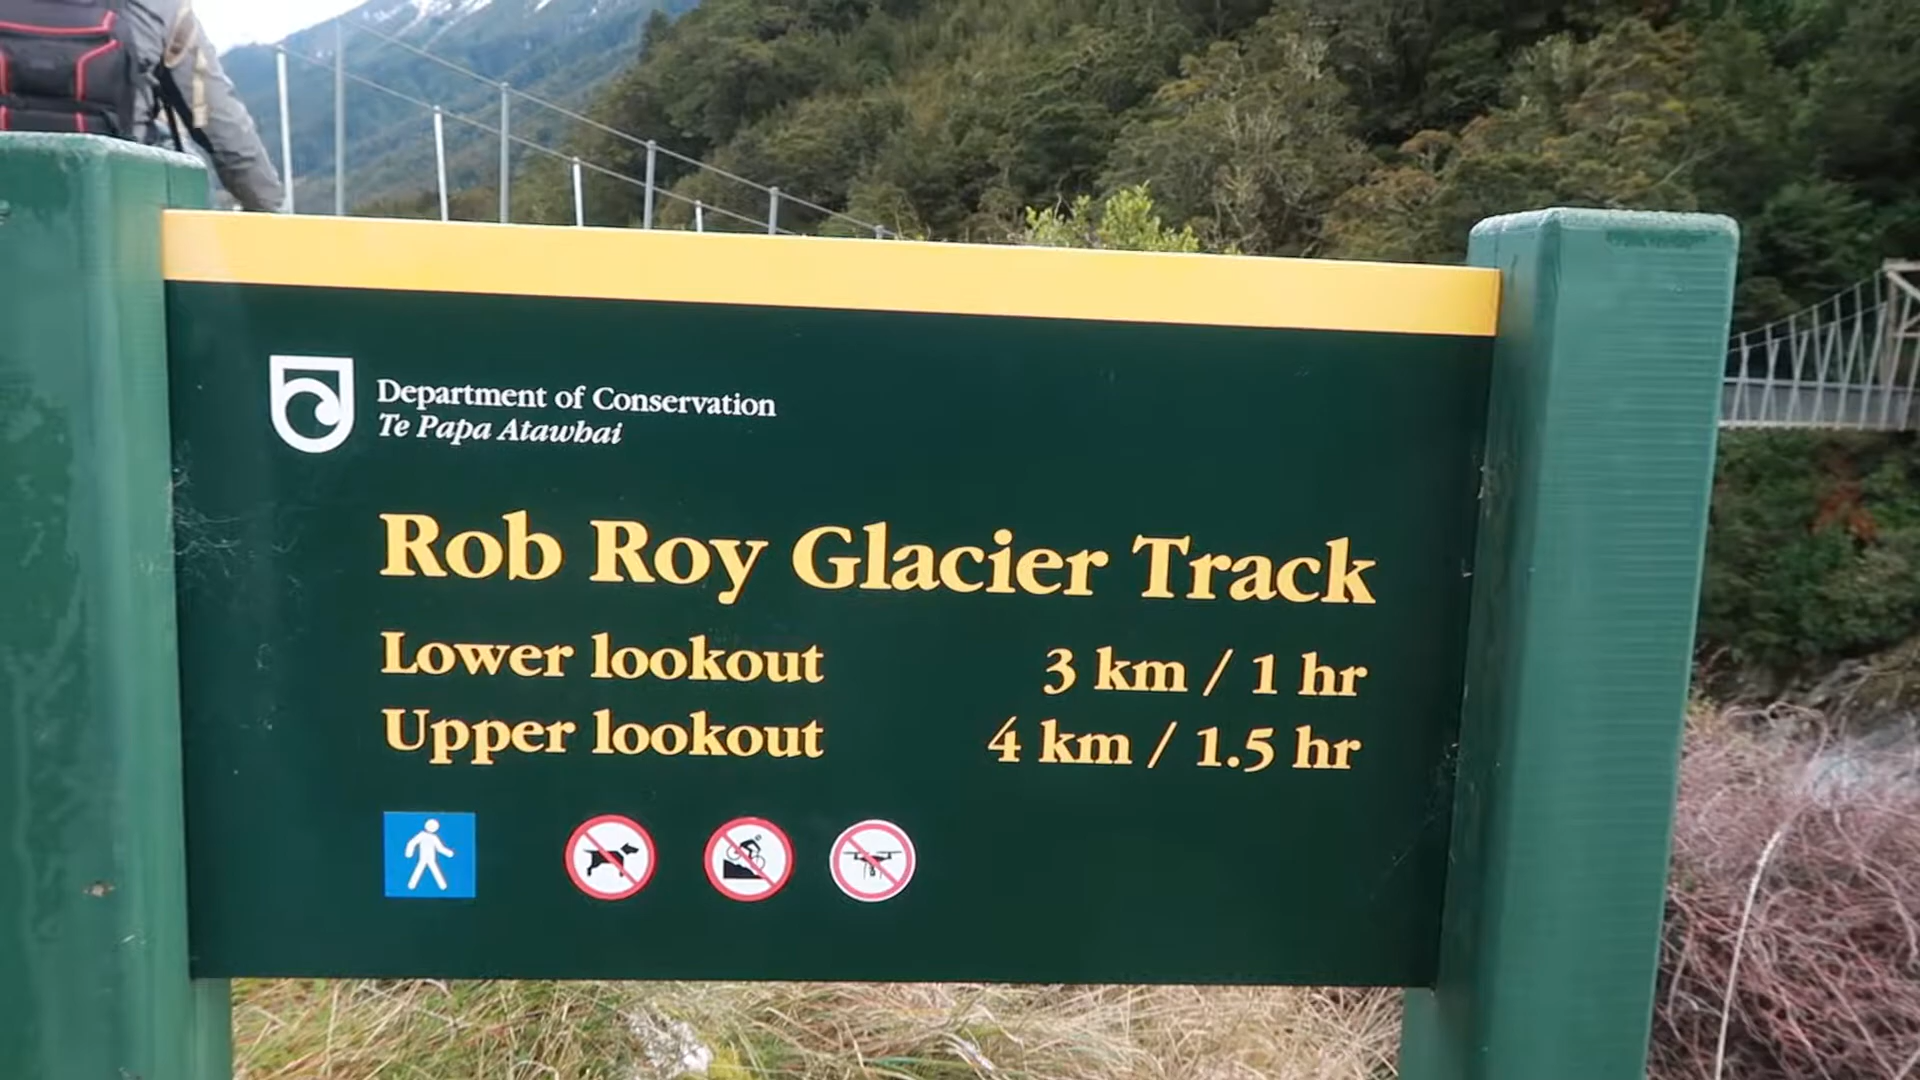 Department of Conservation
Te Papa Atawhai
Rob Roy Glacier Track
Lower lookout 3 km / 1 hr
Upper lookout 4 km / 1.5 hr